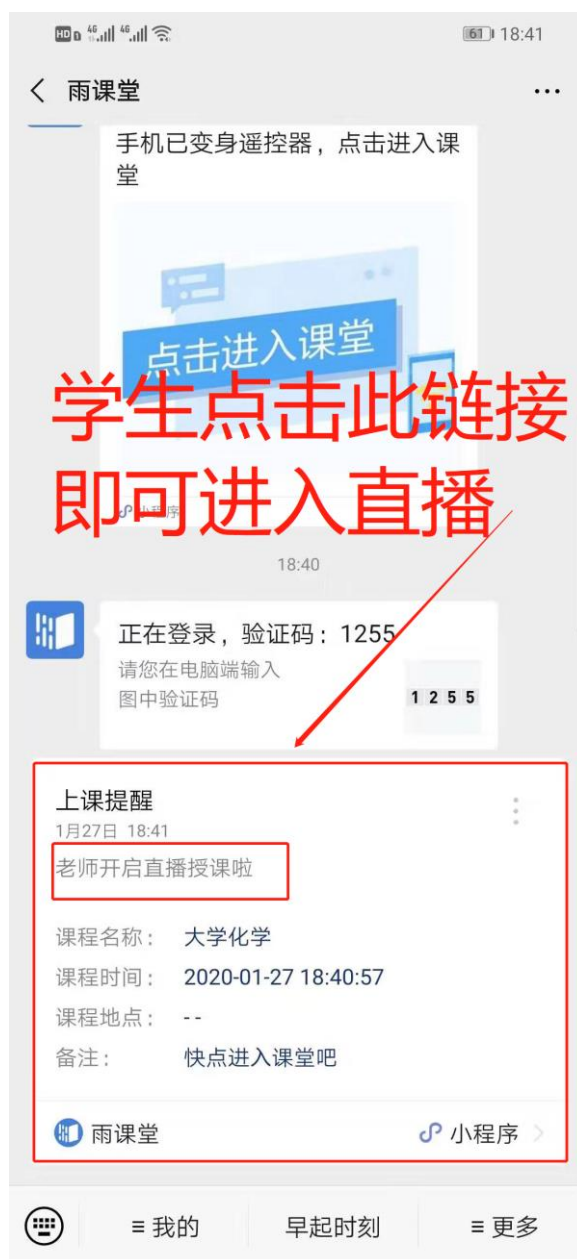 HD 4G 4G 61 18:41
雨课堂
手机已变身遥控器，点击进入课
堂
点击进入课堂
学生点击此链接
即可进入直播
小程序
18:40
正在登录，验证码：1255
请您在电脑端输入
图中验证码
1 2 5 5
上课提醒
1月27日 18:41
老师开启直播授课啦
课程名称： 大学化学
课程时间： 2020-01-27 18:40:57
课程地点： --
备注： 快点进入课堂吧
雨课堂 小程序
我的 早起时刻 更多